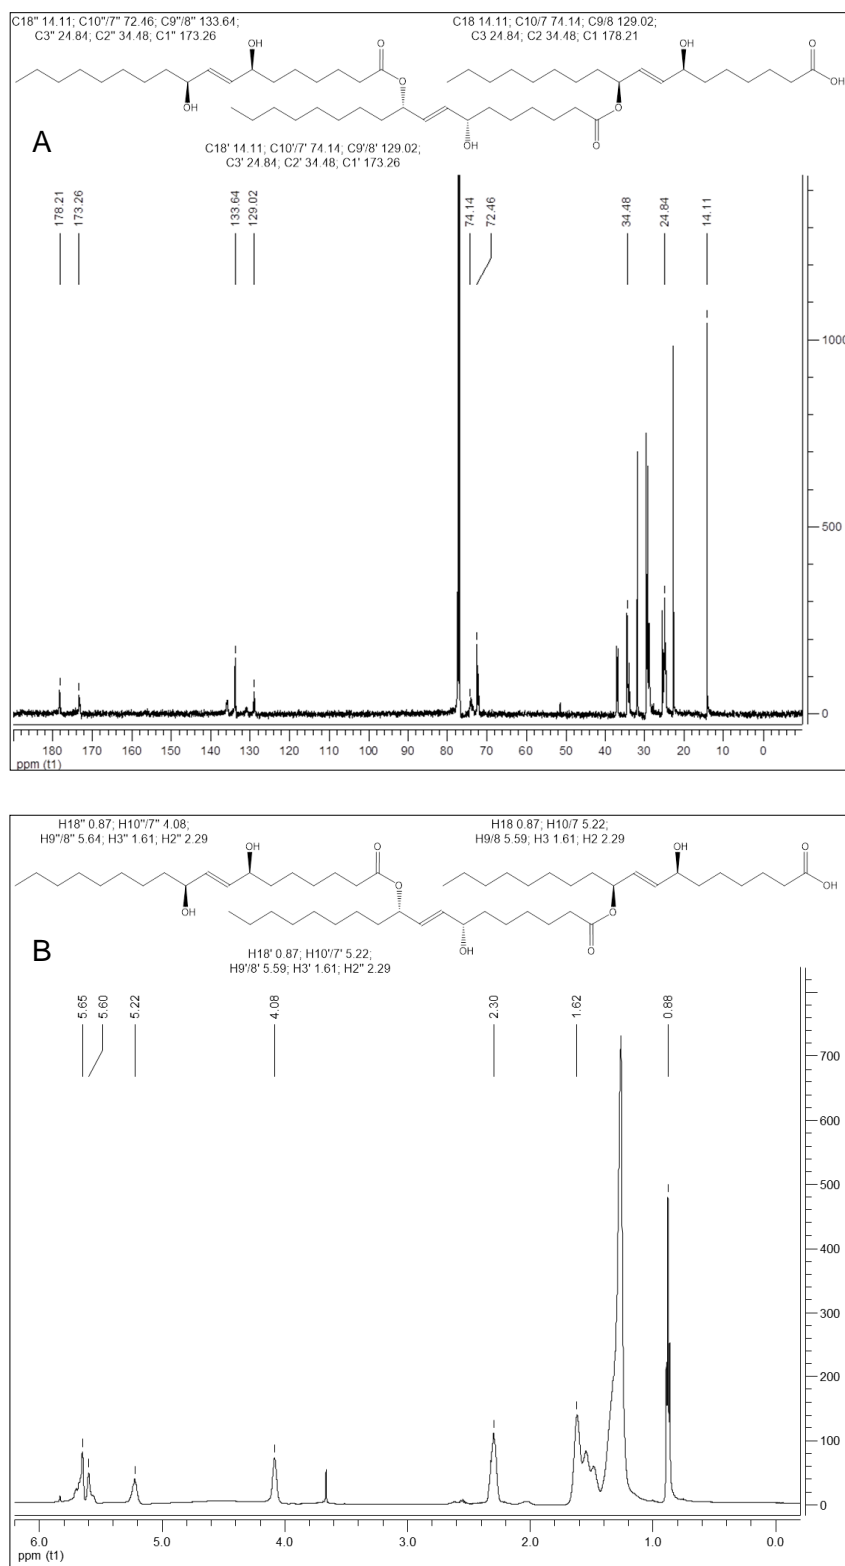 C18" 14.11; C10"/7" 72.46; C9"/8" 133.64;
C3" 24.84; C2" 34.48; C1" 173.26
C18 14.11; C10/7 74.14; C9/8 129.02;
C3 24.84; C2 34.48; C1 178.21
OH
O
OH
O
OH
O
OH
O
OH
O
A
C18' 14.11; C10'/7' 74.14; C9'/8' 129.02;
C3' 24.84; C2' 34.48; C1' 173.26
178.21
173.26
133.64
129.02
74.14
72.46
34.48
24.84
14.11
1000
500
0
180 170 160 150 140 130 120 110 100 90 80 70 60 50 40 30 20 10 0
ppm (t1)
H18" 0.87; H10"/7" 4.08;
H9"/8" 5.64; H3" 1.61; H2" 2.29
H18 0.87; H10/7 5.22;
H9/8 5.59; H3 1.61; H2 2.29
OH
O
OH
O
OH
O
OH
O
OH
O
B
H18' 0.87; H10'/7' 5.22;
H9'/8' 5.59; H3' 1.61; H2" 2.29
5.65
5.60
5.22
4.08
2.30
1.62
0.88
700
600
500
400
300
200
100
0
6.0 5.0 4.0 3.0 2.0 1.0 0.0
ppm (t1)